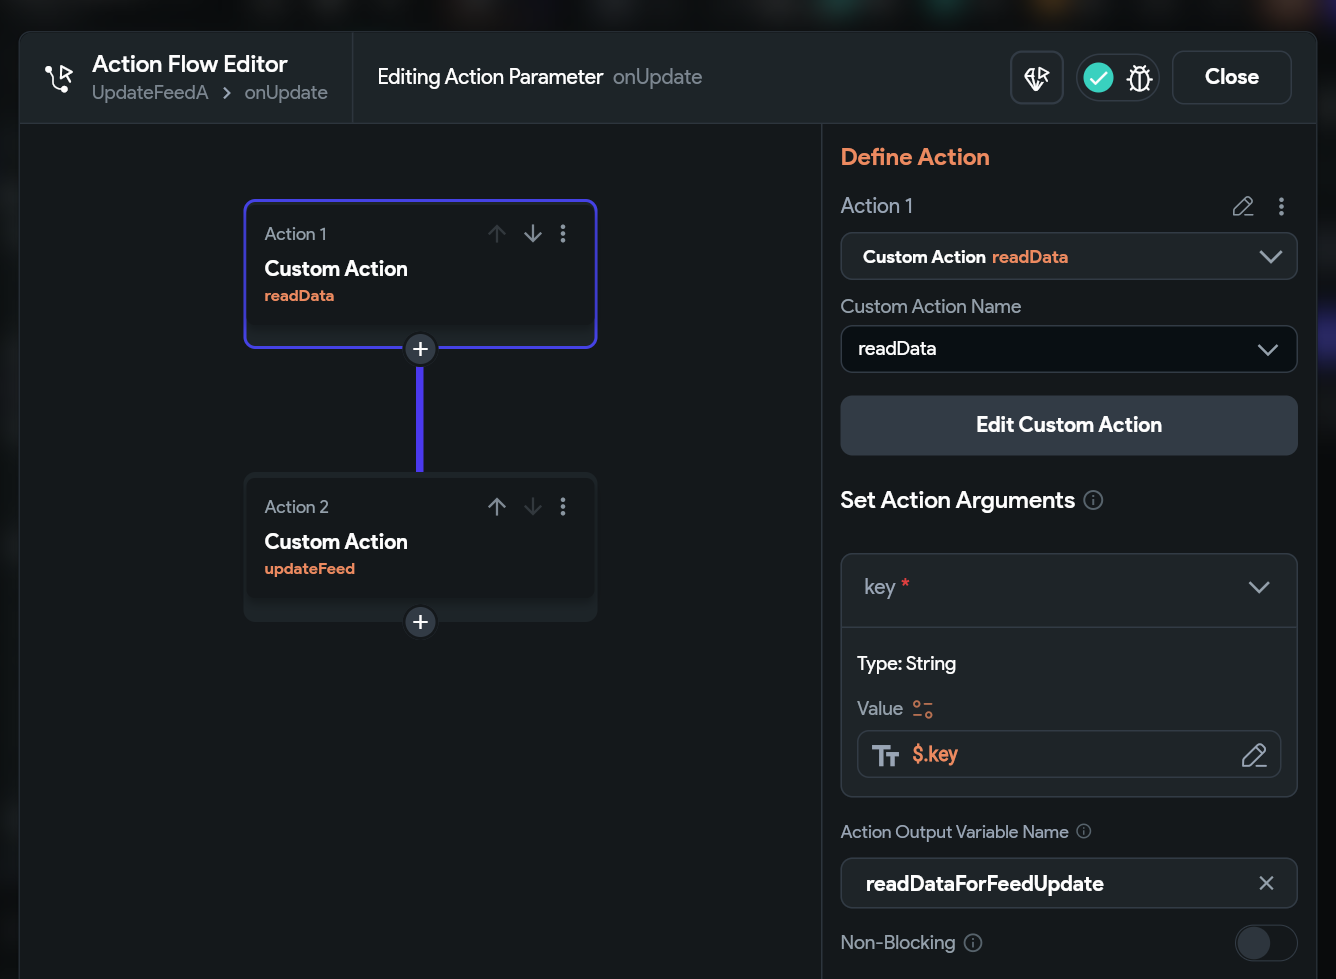 Action Flow Editor
UpdateFeedA > onUpdate
Editing Action Parameter onUpdate
Close
Action 1
Custom Action
readData
+
Action 2
Custom Action
updateFeed
+
Define Action
Action 1
Custom Action readData
Custom Action Name
readData
Edit Custom Action
Set Action Arguments
key *
Type: String
Value
Tт $.key
Action Output Variable Name
readDataForFeedUpdate
Non-Blocking